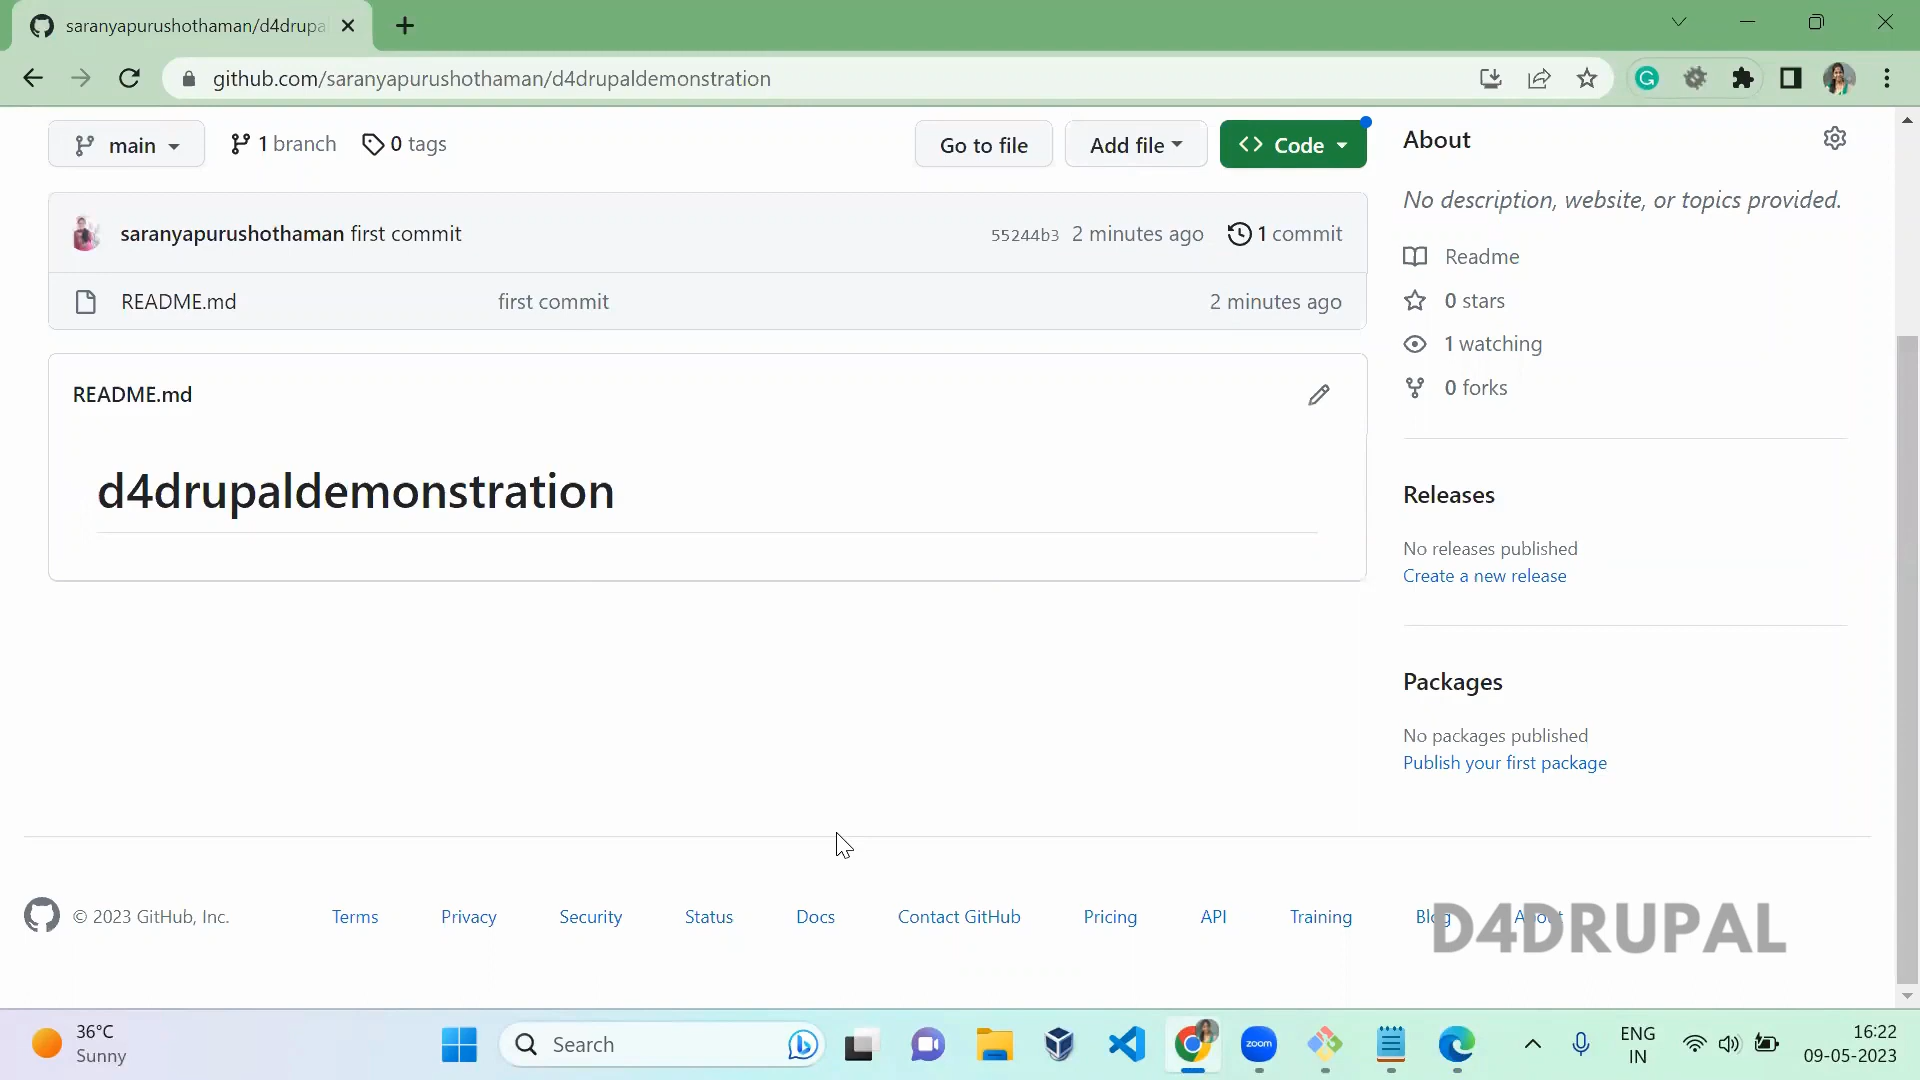 saranyapurushothaman/d4drupa
github.com/saranyapurushothaman/d4drupaldemonstration
main
1 branch
0 tags
Go to file
Add file
Code
saranyapurushothaman first commit
55244b3 2 minutes ago
1 commit
README.md
first commit
2 minutes ago
README.md
d4drupaldemonstration
About
No description, website, or topics provided.
Readme
0 stars
1 watching
0 forks
Releases
No releases published
Create a new release
Packages
No packages published
Publish your first package
© 2023 GitHub, Inc.
Terms
Privacy
Security
Status
Docs
Contact GitHub
Pricing
API
Training
Blog
About
D4DRUPAL
36°C
Sunny
Search
zoom
ENG
IN
16:22
09-05-2023